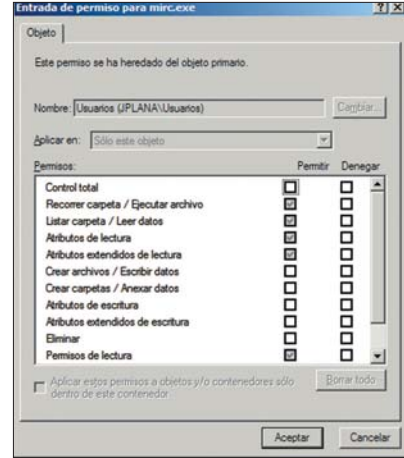 Entrada de permiso para mirc.exe
Objeto
Este permiso se ha heredado del objeto primario.
Nombre: Usuarios (JPLANA\Usuarios) Cambiar...
Aplicar en: Sólo este objeto
Permisos: Permitir Denegar
Control total
Recorrer carpeta / Ejecutar archivo
Listar carpeta / Leer datos
Atributos de lectura
Atributos extendidos de lectura
Crear archivos / Escribir datos
Crear carpetas / Anexar datos
Atributos de escritura
Atributos extendidos de escritura
Eliminar
Permisos de lectura
Aplicar estos permisos a objetos y/o contenedores sólo Borrar todo
dentro de este contenedor
Aceptar Cancelar